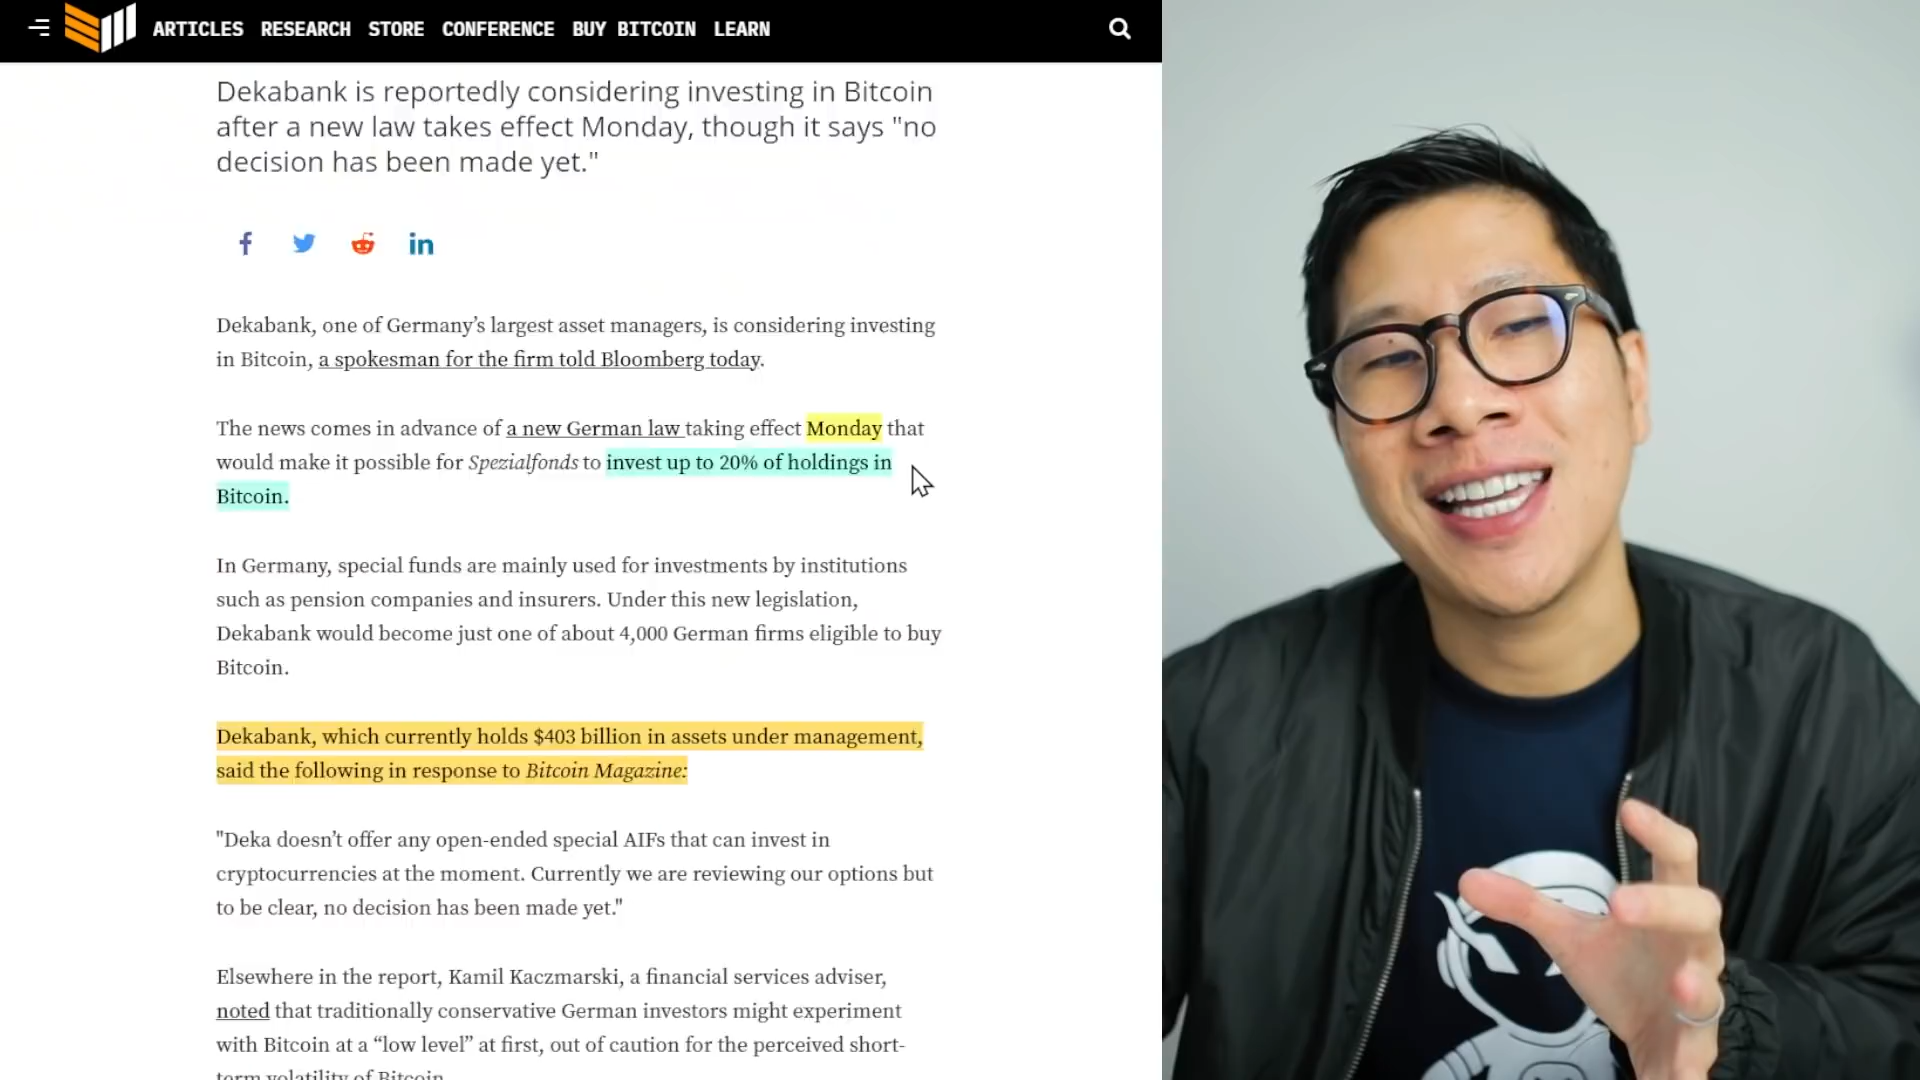 ARTICLES RESEARCH STORE CONFERENCE BUY BITCOIN LEARN
Dekabank is reportedly considering investing in Bitcoin
after a new law takes effect Monday, though it says "no
decision has been made yet."
Dekabank, one of Germany’s largest asset managers, is considering investing
in Bitcoin, a spokesman for the firm told Bloomberg today.
The news comes in advance of a new German law taking effect Monday that
would make it possible for Spezialfonds to invest up to 20% of holdings in
Bitcoin.
In Germany, special funds are mainly used for investments by institutions
such as pension companies and insurers. Under this new legislation,
Dekabank would become just one of about 4,000 German firms eligible to buy
Bitcoin.
Dekabank, which currently holds $403 billion in assets under management,
said the following in response to Bitcoin Magazine:
"Deka doesn’t offer any open-ended special AIFs that can invest in
cryptocurrencies at the moment. Currently we are reviewing our options but
to be clear, no decision has been made yet."
Elsewhere in the report, Kamil Kaczmarski, a financial services adviser,
noted that traditionally conservative German investors might experiment
with Bitcoin at a “low level” at first, out of caution for the perceived short-
term volatility of Bitcoin.